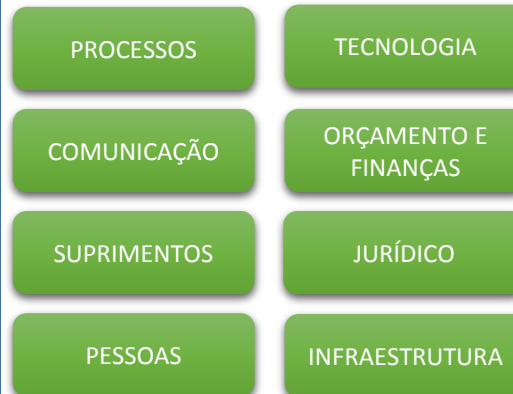 PROCESSOS
TECNOLOGIA
COMUNICAÇÃO
ORÇAMENTO E
FINANÇAS
SUPRIMENTOS
JURÍDICO
PESSOAS
INFRAESTRUTURA